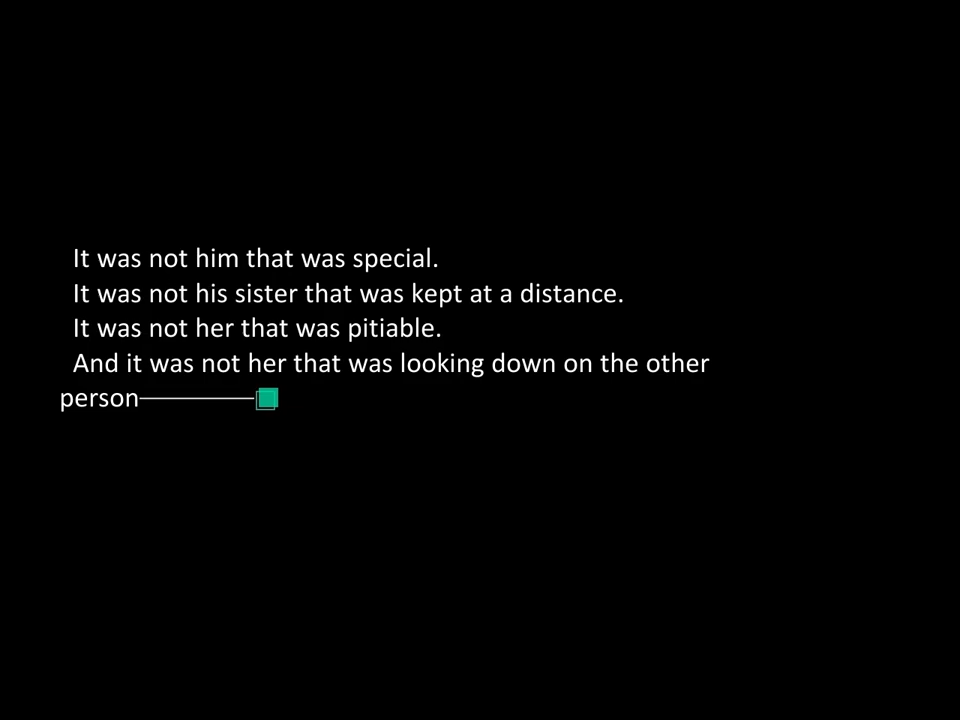 It was not him that was special.
It was not his sister that was kept at a distance.
It was not her that was pitiable.
And it was not her that was looking down on the other
person————